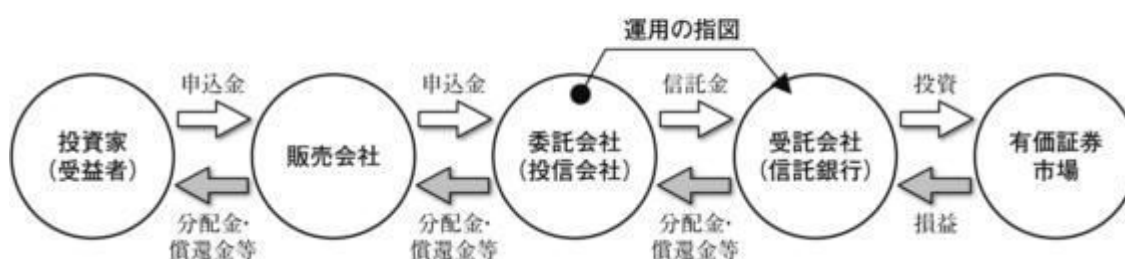 運用の指図
申込金
申込金
信託金
投資
投資家
(受益者)
販売会社
委託会社
(投信会社)
受託会社
(信託銀行)
有価証券
市場
分配金・
償還金等
分配金・
償還金等
分配金・
償還金等
損益